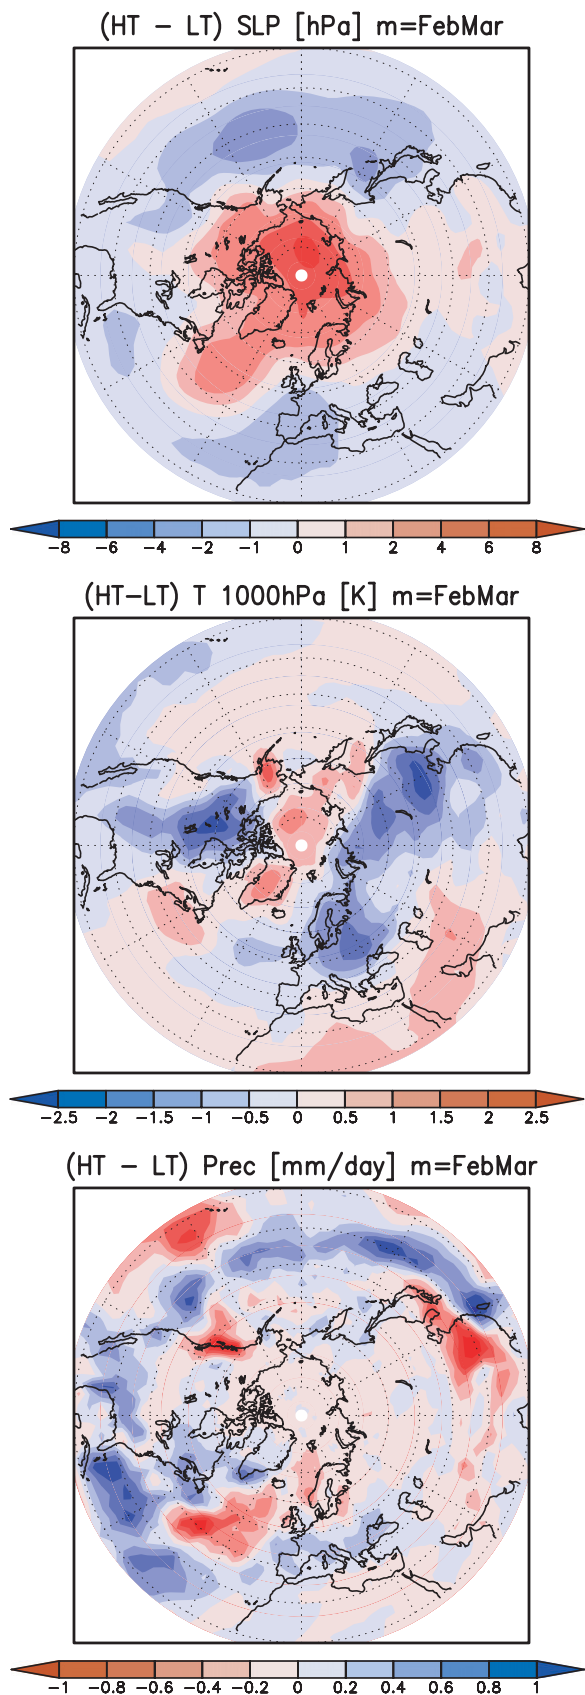 (HT - LT) SLP [hPa] m=FebMar
-8 -6 -4 -2 -1 0 1 2 4 6 8
(HT-LT) T 1000hPa [K] m=FebMar
-2.5 -2 -1.5 -1 -0.5 0 0.5 1 1.5 2 2.5
(HT - LT) Prec [mm/day] m=FebMar
-1 -0.8 -0.6 -0.4 -0.2 0 0.2 0.4 0.6 0.8 1